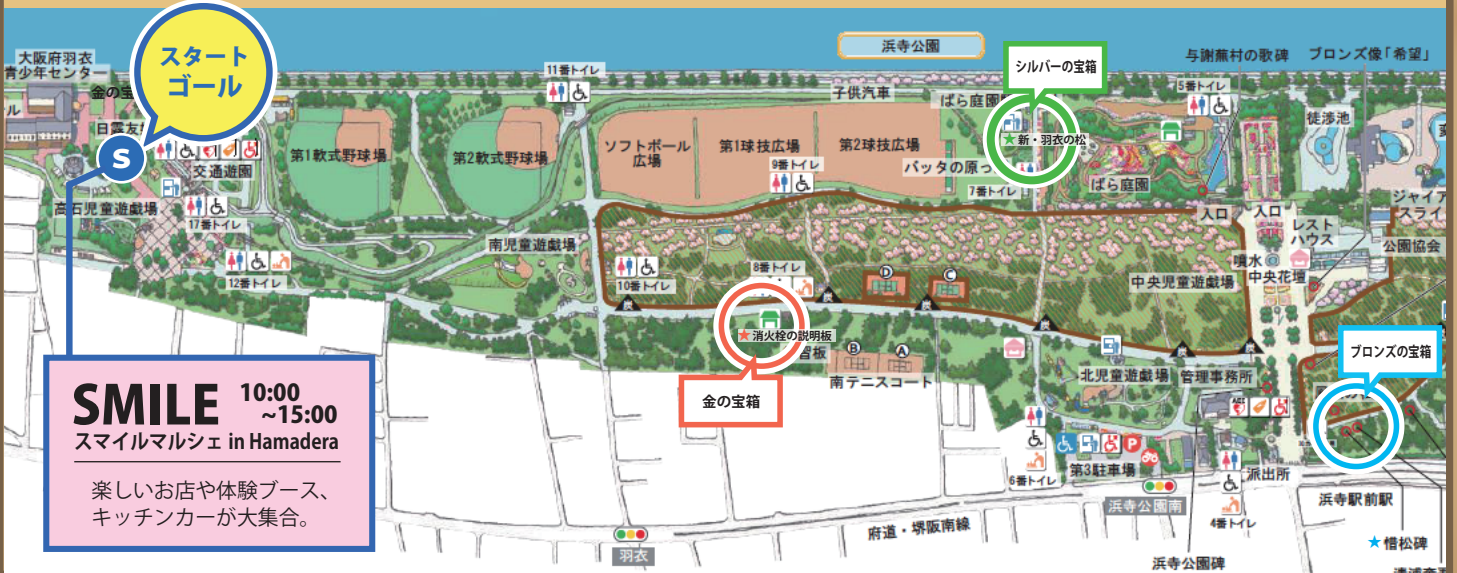 浜寺公園
大阪府羽衣
青少年センター
スタート
ゴール
金の宝
S
交通遊園
高石児童遊戯場
17番トイレ
12番トイレ
11番トイレ
第1軟式野球場
第2軟式野球場
南児童遊戯場
子供汽車
ソフトボール
広場
第1球技広場
第2球技広場
9番トイレ
10番トイレ
8番トイレ
D
C
炭
炭
炭
炭
炭
シルバーの宝箱
ばら庭園
★新・羽衣の松
バッタの原っ
7番トイレ
ばら庭園
与謝蕪村の歌碑
ブロンズ像「希望」
5番トイレ
徒渉池
ジャイア
スライ
入口
入口
レスト
ハウス
公園協会
噴水
中央花壇
中央児童遊戯場
★消火栓の説明板
習板
金の宝箱
B
A
南テニスコート
北児童遊戯場
管理事務所
AED
ブロンズの宝箱
P
第3駐車場
6番トイレ
派出所
4番トイレ
浜寺公園南
浜寺駅前駅
府道・堺阪南線
羽衣
浜寺公園碑
★惜松碑
SMILE
10:00
~15:00
スマイルマルシェ in Hamadera
楽しいお店や体験ブース、
キッチンカーが大集合。